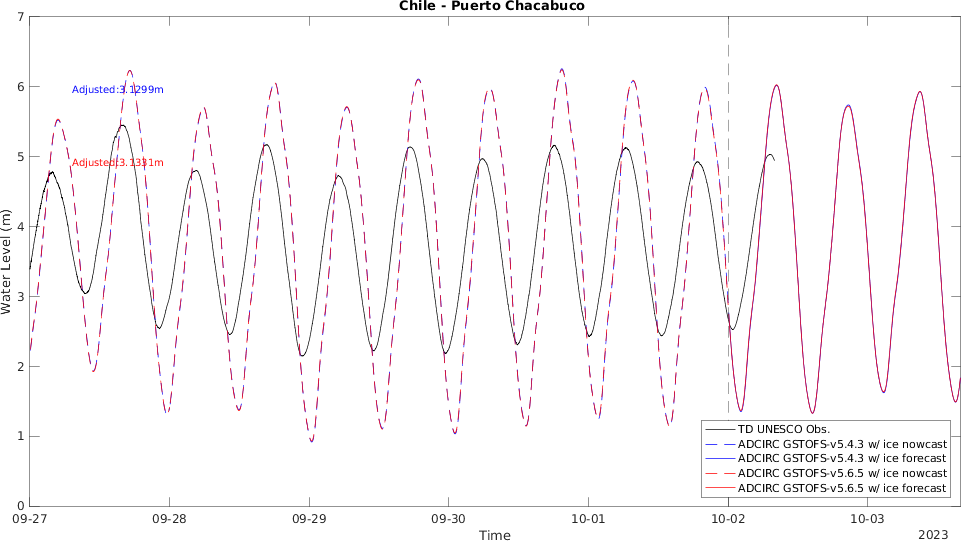 Chile - Puerto Chacabuco
7
6
5
4
3
2
1
0
Water Level (m)
Adjusted:3.1299m
Adjusted:3.1331m
TD UNESCO Obs.
ADCIRC GSTOFS-v5.4.3 w/ ice nowcast
ADCIRC GSTOFS-v5.4.3 w/ ice forecast
ADCIRC GSTOFS-v5.6.5 w/ ice nowcast
ADCIRC GSTOFS-v5.6.5 w/ ice forecast
09-27 09-28 09-29 09-30 10-01 10-02 10-03
Time
2023